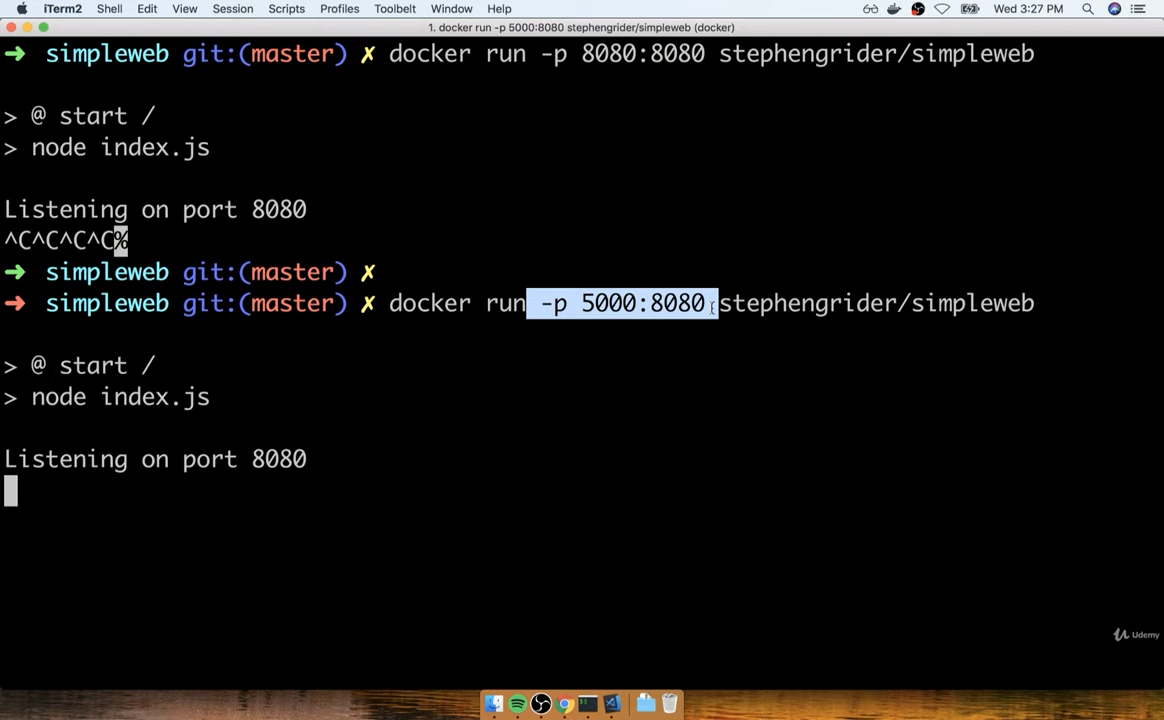 iTerm2 Shell Edit View Session Scripts Profiles Toolbelt Window Help Wed 3:27 PM
1. docker run -p 5000:8080 stephengrider/simpleweb (docker)
➜ simpleweb git:(master) ✗ docker run -p 8080:8080 stephengrider/simpleweb
> @ start /
> node index.js
Listening on port 8080
^C^C^C^C%
➜ simpleweb git:(master) ✗
➜ simpleweb git:(master) ✗ docker run -p 5000:8080 stephengrider/simpleweb
> @ start /
> node index.js
Listening on port 8080
Udemy